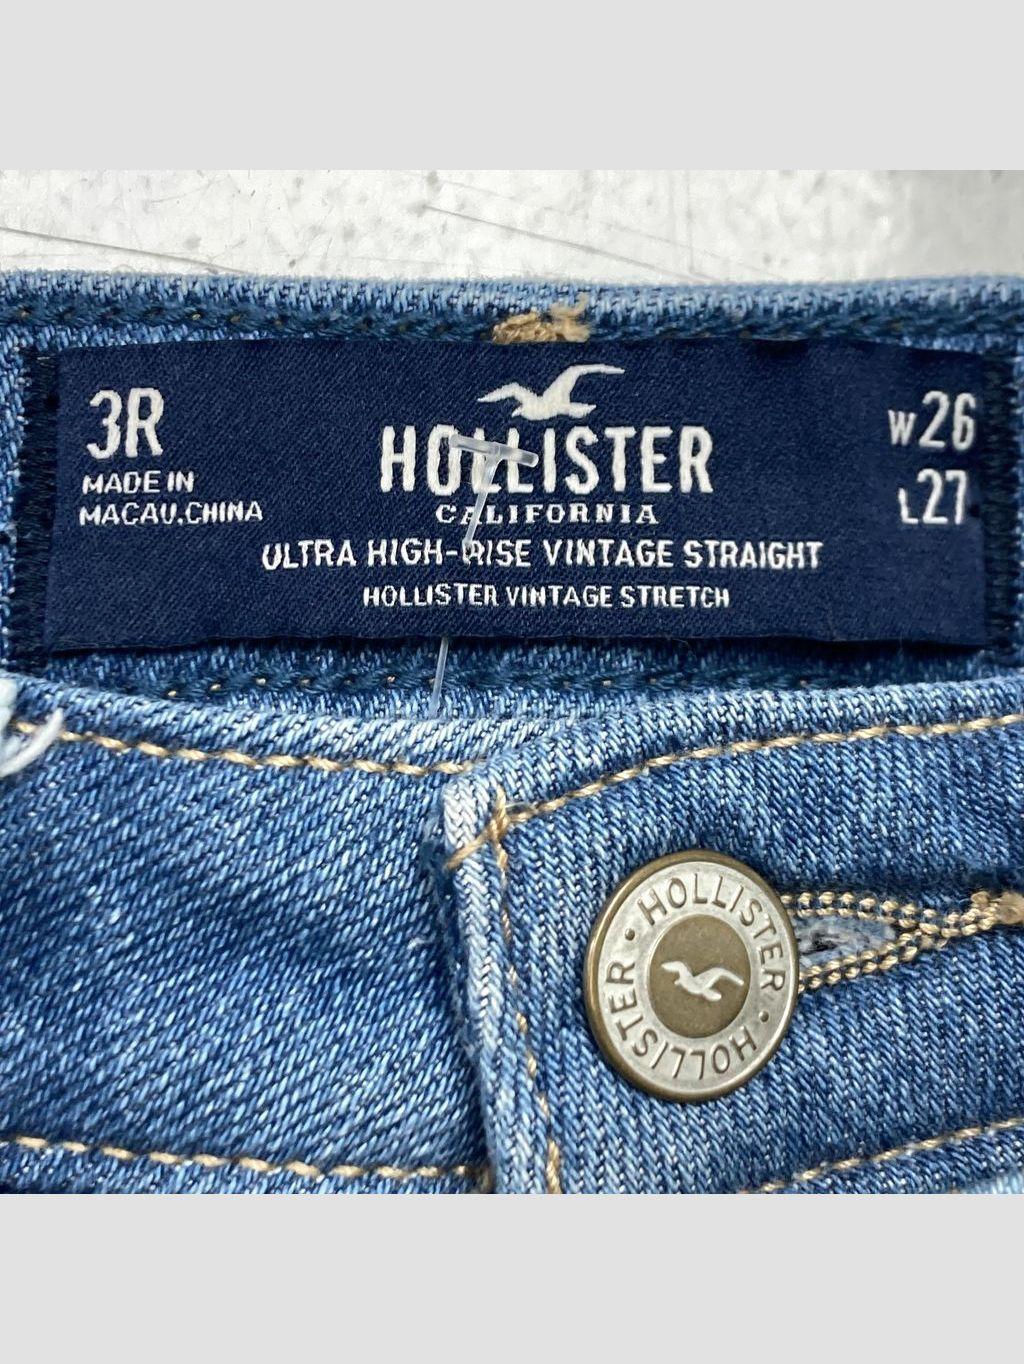 3R
MADE IN
MACAU,CHINA
HOLLISTER
CALIFORNIA
ULTRA HIGH-RISE VINTAGE STRAIGHT
HOLLISTER VINTAGE STRETCH
W26
L27
HOLLISTER · HOLLISTER · HOLLISTER ·